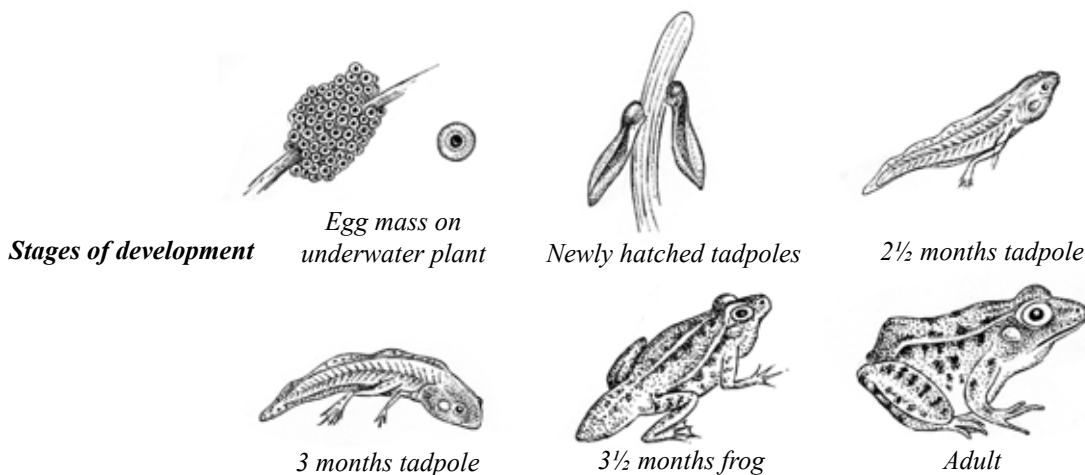 Egg mass on
underwater plant
Stages of development
Newly hatched tadpoles
2½ months tadpole
3 months tadpole
3½ months frog
Adult